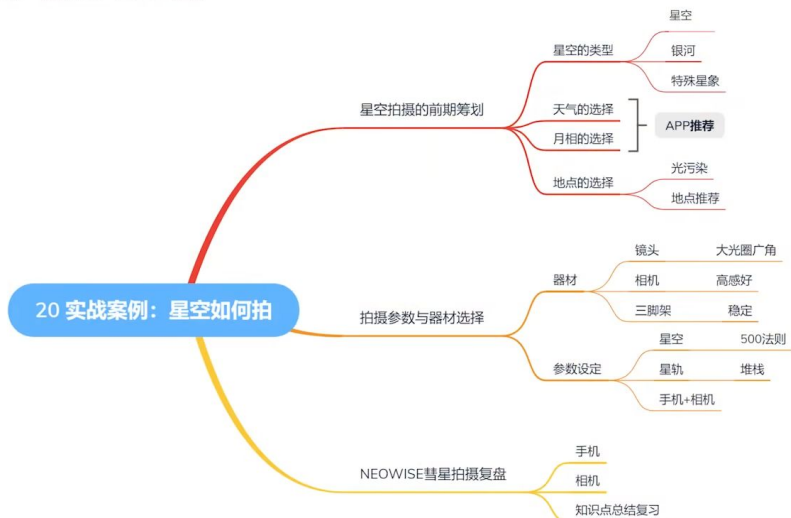 20 实战案例：星空如何拍
星空拍摄的前期筹划
星空的类型
星空
银河
特殊星象
天气的选择
月相的选择
APP推荐
地点的选择
光污染
地点推荐
拍摄参数与器材选择
器材
镜头 大光圈广角
相机 高感好
三脚架 稳定
参数设定
星空 500法则
星轨 堆栈
手机+相机
NEOWISE彗星拍摄复盘
手机
相机
知识点总结复习